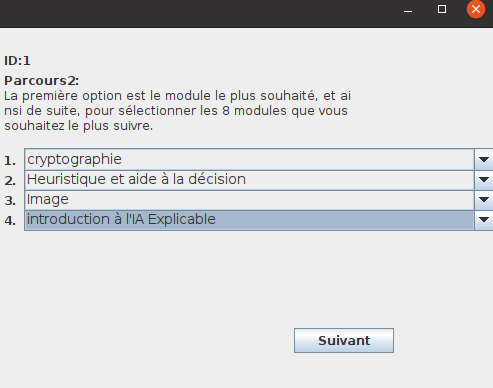 ID:1
Parcours2:
La première option est le module le plus souhaité, et ai
nsi de suite, pour sélectionner les 8 modules que vous
souhaitez le plus suivre.
1. cryptographie
2. Heuristique et aide à la décision
3. Image
4. introduction à l'IA Explicable
Suivant